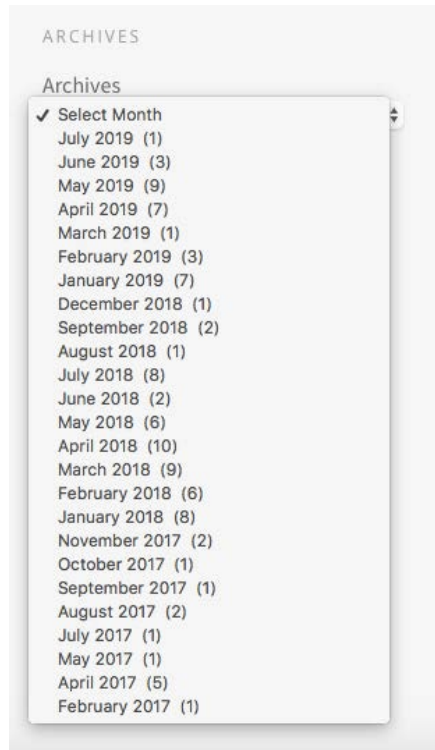 ARCHIVES
Archives
✓ Select Month
July 2019 (1)
June 2019 (3)
May 2019 (9)
April 2019 (7)
March 2019 (1)
February 2019 (3)
January 2019 (7)
December 2018 (1)
September 2018 (2)
August 2018 (1)
July 2018 (8)
June 2018 (2)
May 2018 (6)
April 2018 (10)
March 2018 (9)
February 2018 (6)
January 2018 (8)
November 2017 (2)
October 2017 (1)
September 2017 (1)
August 2017 (2)
July 2017 (1)
May 2017 (1)
April 2017 (5)
February 2017 (1)